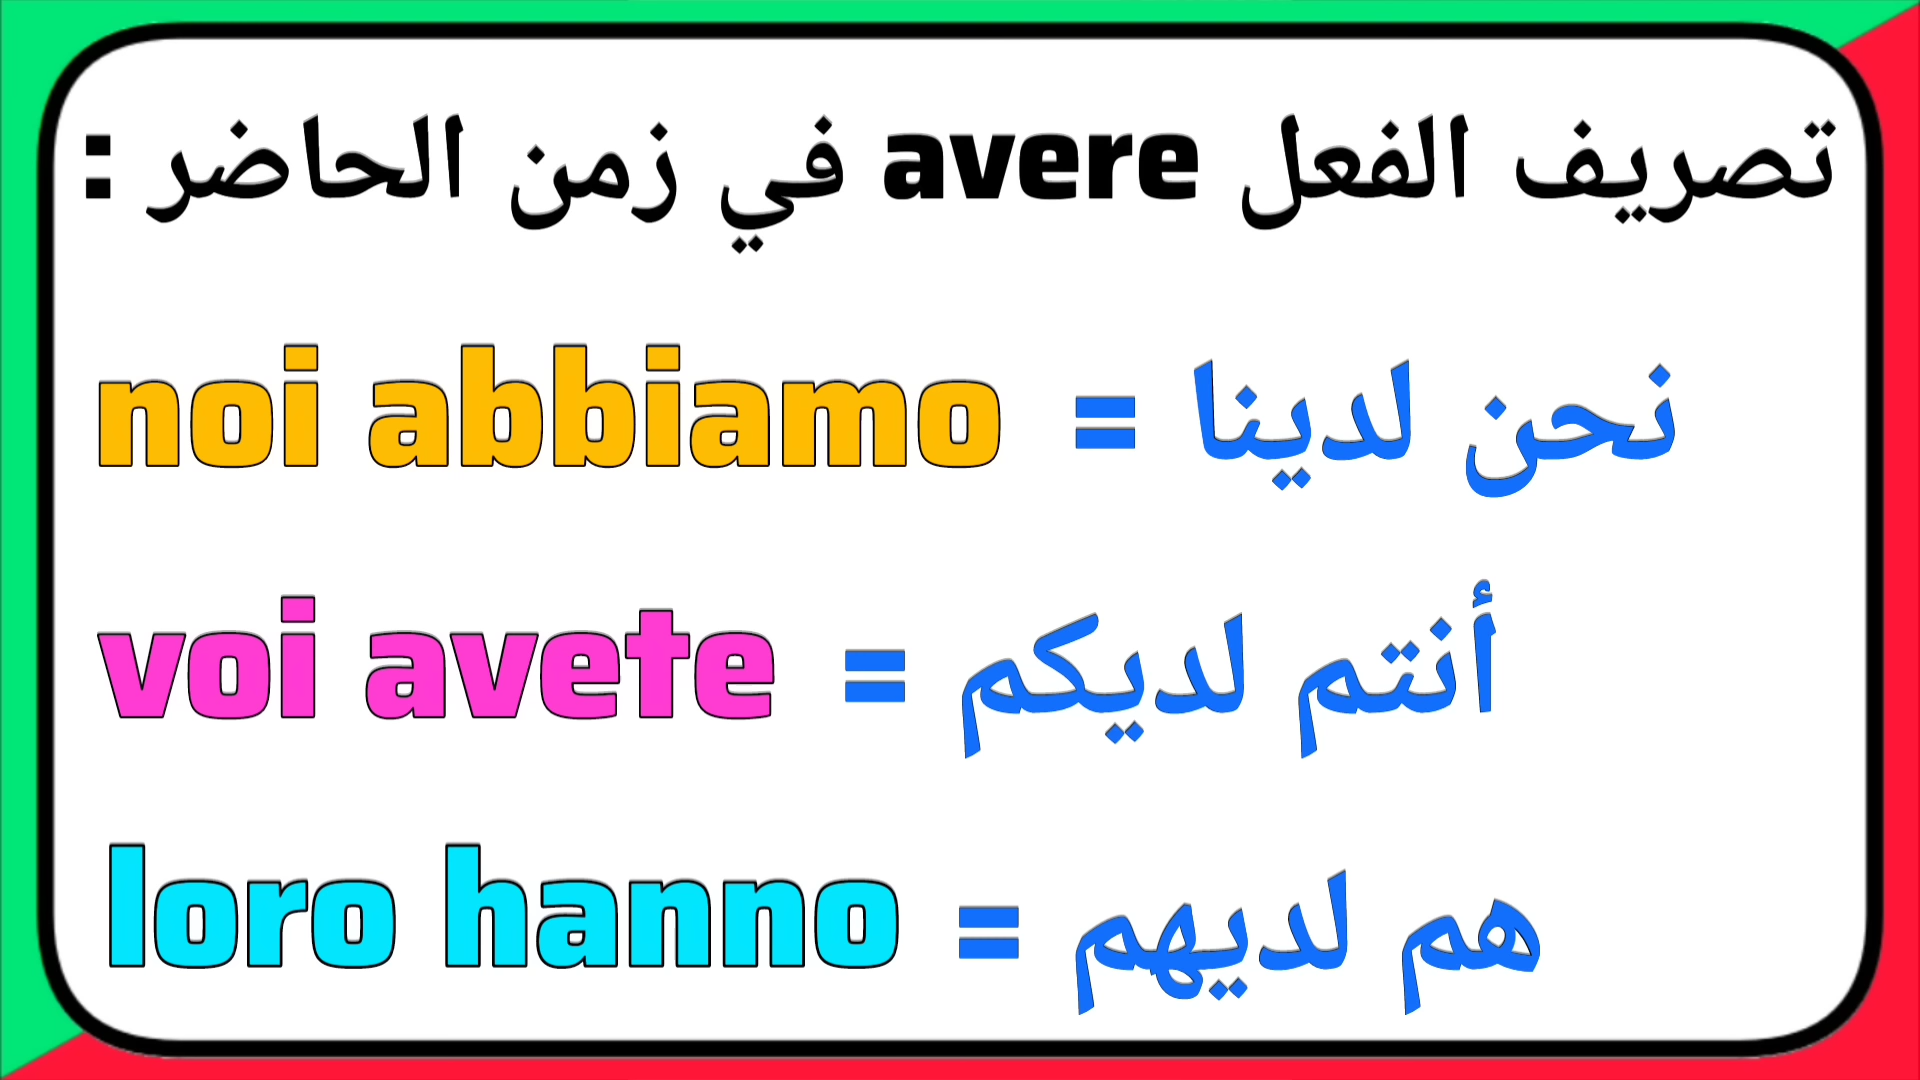 تصريف الفعل avere في زمن الحاضر :
noi abbiamo = نحن لدينا
voi avete = أنتم لديكم
loro hanno = هم لديهم